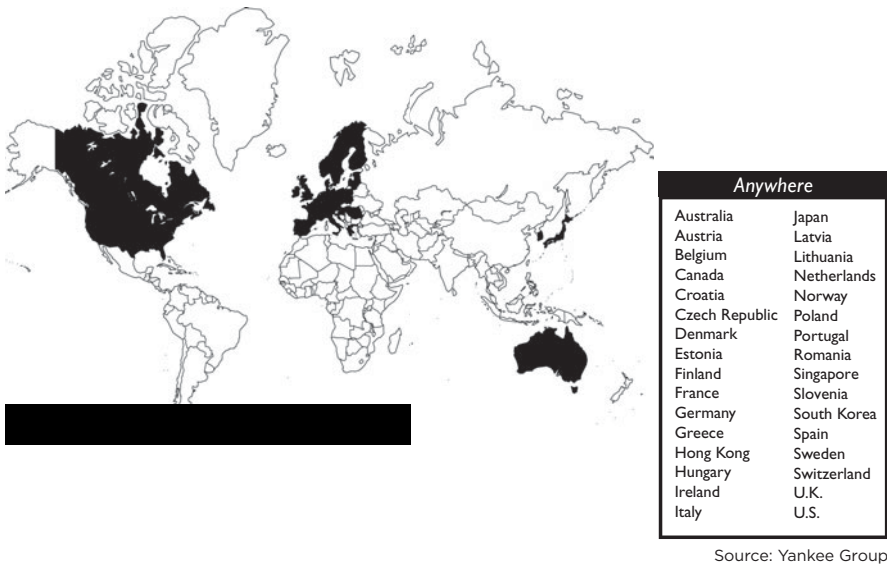 Anywhere
Australia
Austria
Belgium
Canada
Croatia
Czech Republic
Denmark
Estonia
Finland
France
Germany
Greece
Hong Kong
Hungary
Ireland
Italy
Japan
Latvia
Lithuania
Netherlands
Norway
Poland
Portugal
Romania
Singapore
Slovenia
South Korea
Spain
Sweden
Switzerland
U.K.
U.S.
Source: Yankee Group